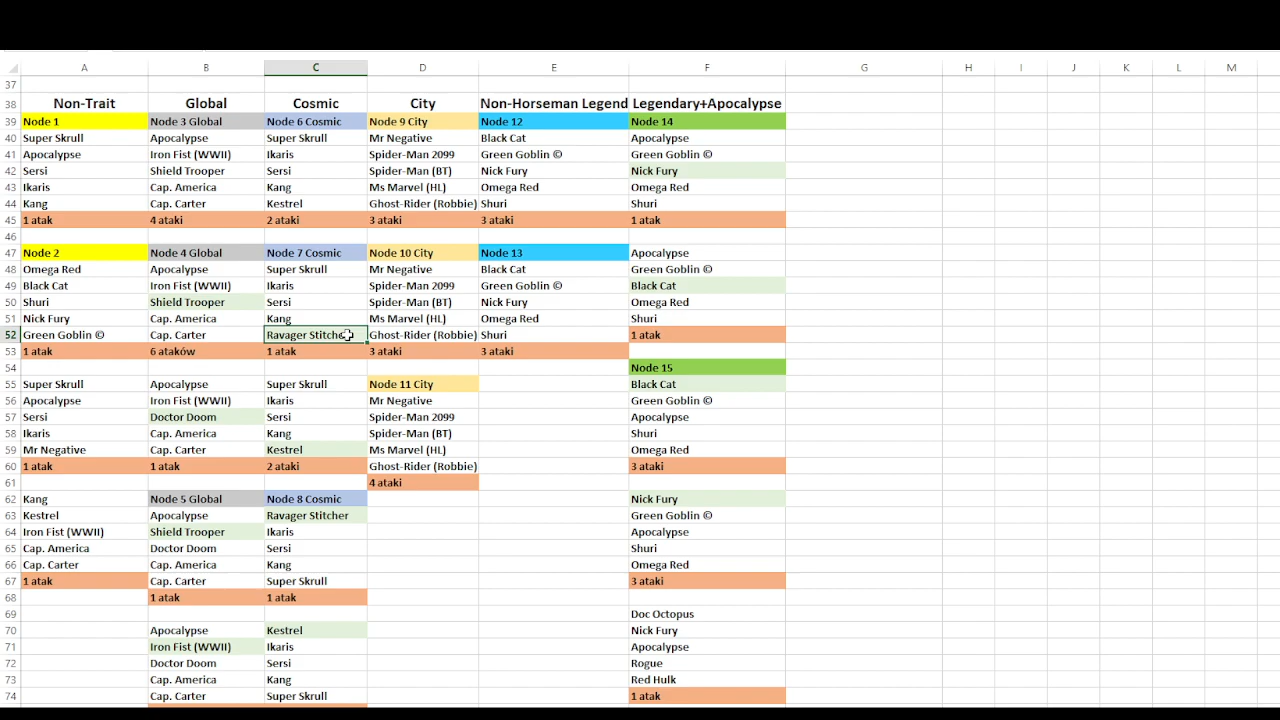 A B C D E F G H I J K L M
37
38 Non-Trait Global Cosmic City Non-Horseman Legend Legendary+Apocalypse
39 Node 1 Node 3 Global Node 6 Cosmic Node 9 City Node 12 Node 14
40 Super Skrull Apocalypse Super Skrull Mr Negative Black Cat Apocalypse
41 Apocalypse Iron Fist (WWII) Ikaris Spider-Man 2099 Green Goblin © Green Goblin ©
42 Sersi Shield Trooper Sersi Spider-Man (BT) Nick Fury Nick Fury
43 Ikaris Cap. America Kang Ms Marvel (HL) Omega Red Omega Red
44 Kang Cap. Carter Kestrel Ghost-Rider (Robbie) Shuri Shuri
45 1 atak 4 ataki 2 ataki 3 ataki 3 ataki 1 atak
46
47 Node 2 Node 4 Global Node 7 Cosmic Node 10 City Node 13 Apocalypse
48 Omega Red Apocalypse Super Skrull Mr Negative Black Cat Green Goblin ©
49 Black Cat Iron Fist (WWII) Ikaris Spider-Man 2099 Green Goblin © Black Cat
50 Shuri Shield Trooper Sersi Spider-Man (BT) Nick Fury Omega Red
51 Nick Fury Cap. America Kang Ms Marvel (HL) Omega Red Shuri
52 Green Goblin © Cap. Carter Ravager Stitcher Ghost-Rider (Robbie) Shuri 1 atak
53 1 atak 6 ataków 1 atak 3 ataki 3 ataki
54 Node 15
55 Super Skrull Apocalypse Super Skrull Node 11 City Black Cat
56 Apocalypse Iron Fist (WWII) Ikaris Mr Negative Green Goblin ©
57 Sersi Doctor Doom Sersi Spider-Man 2099 Apocalypse
58 Ikaris Cap. America Kang Spider-Man (BT) Shuri
59 Mr Negative Cap. Carter Kestrel Ms Marvel (HL) Omega Red
60 1 atak 1 atak 2 ataki Ghost-Rider (Robbie) 3 ataki
61 4 ataki
62 Kang Node 5 Global Node 8 Cosmic Nick Fury
63 Kestrel Apocalypse Ravager Stitcher Green Goblin ©
64 Iron Fist (WWII) Shield Trooper Ikaris Apocalypse
65 Cap. America Doctor Doom Sersi Shuri
66 Cap. Carter Cap. America Kang Omega Red
67 1 atak Cap. Carter Super Skrull 3 ataki
68 1 atak 1 atak
69 Doc Octopus
70 Apocalypse Kestrel Nick Fury
71 Iron Fist (WWII) Ikaris Apocalypse
72 Doctor Doom Sersi Rogue
73 Cap. America Kang Red Hulk
74 Cap. Carter Super Skrull 1 atak